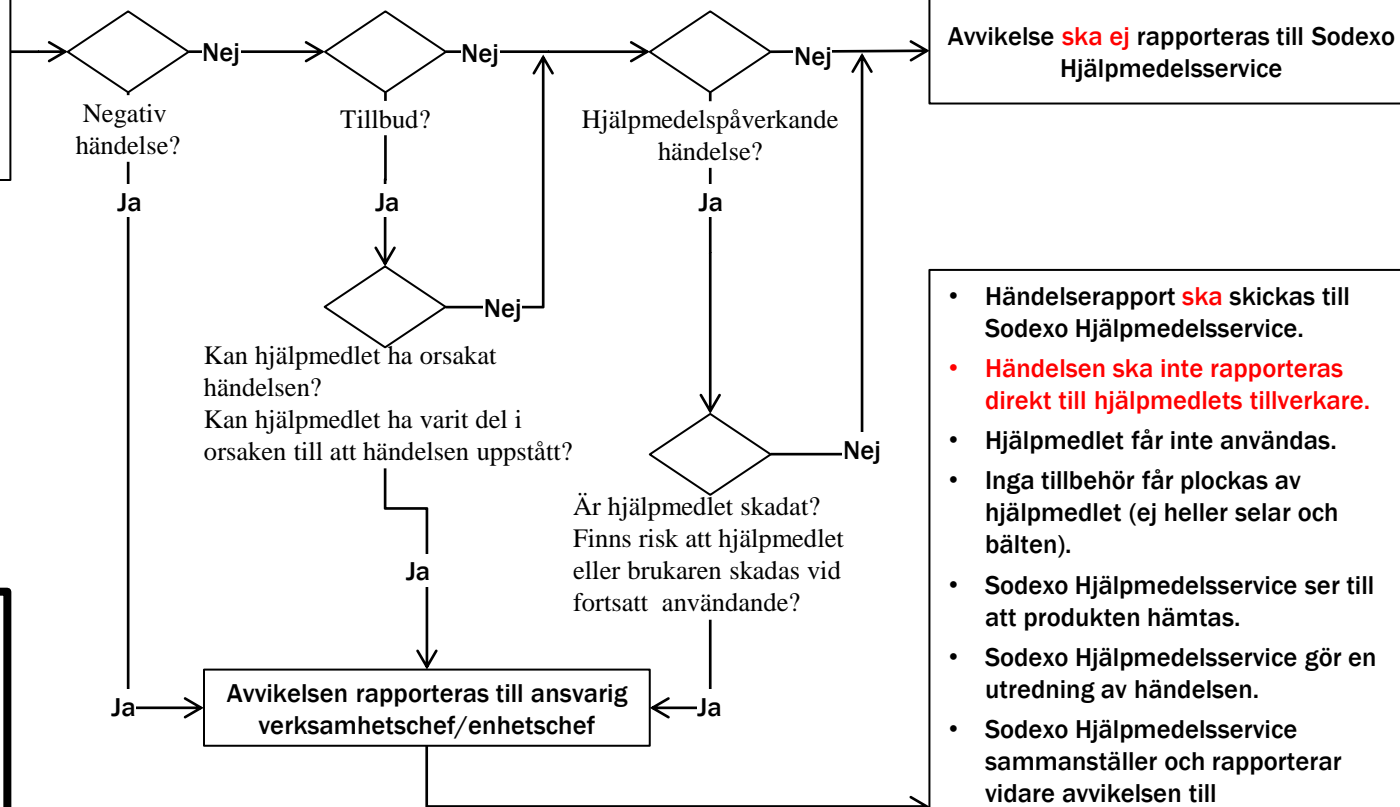 Nej
Nej
Nej
Avvikelse ska ej rapporteras till Sodexo
Hjälpmedelsservice
Negativ
händelse?
Tillbud?
Hjälpmedelspåverkande
händelse?
Ja
Ja
Ja
Nej
Kan hjälpmedlet ha orsakat
händelsen?
Kan hjälpmedlet ha varit del i
orsaken till att händelsen uppstått?
Nej
Är hjälpmedlet skadat?
Finns risk att hjälpmedlet
eller brukaren skadas vid
fortsatt användande?
Ja
Ja
Avvikelsen rapporteras till ansvarig
verksamhetschef/enhetschef
Ja
• Händelserapport ska skickas till
Sodexo Hjälpmedelsservice.
• Händelsen ska inte rapporteras
direkt till hjälpmedlets tillverkare.
• Hjälpmedlet får inte användas.
• Inga tillbehör får plockas av
hjälpmedlet (ej heller selar och
bälten).
• Sodexo Hjälpmedelsservice ser till
att produkten hämtas.
• Sodexo Hjälpmedelsservice gör en
utredning av händelsen.
• Sodexo Hjälpmedelsservice
sammanställer och rapporterar
vidare avvikelsen till